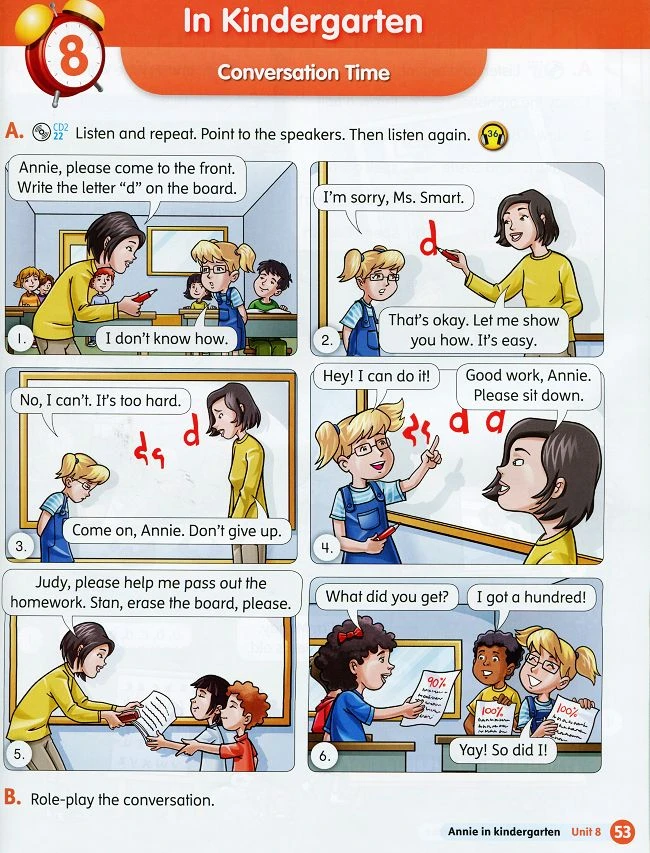 8
In Kindergarten
Conversation Time
A. CD2
22
Listen and repeat. Point to the speakers. Then listen again. 36
Annie, please come to the front.
Write the letter “d” on the board.
I don’t know how.
1.
I’m sorry, Ms. Smart.
d
That’s okay. Let me show
you how. It’s easy.
2.
No, I can’t. It’s too hard.
d
Come on, Annie. Don’t give up.
3.
Hey! I can do it!
Good work, Annie.
Please sit down.
d d
4.
Judy, please help me pass out the
homework. Stan, erase the board, please.
5.
What did you get?
I got a hundred!
90%
100%
100%
Yay! So did I!
6.
B. Role-play the conversation.
Annie in kindergarten Unit 8 53